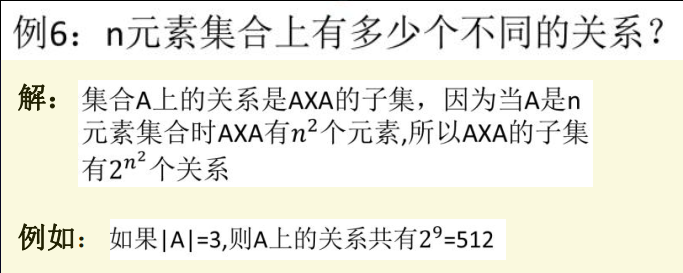 例6：n元素集合上有多少个不同的关系？
解： 集合A上的关系是AXA的子集，因为当A是n
元素集合时AXA有n²个元素,所以AXA的子集
有2^{n²}个关系
例如： 如果|A|=3,则A上的关系共有2⁹=512